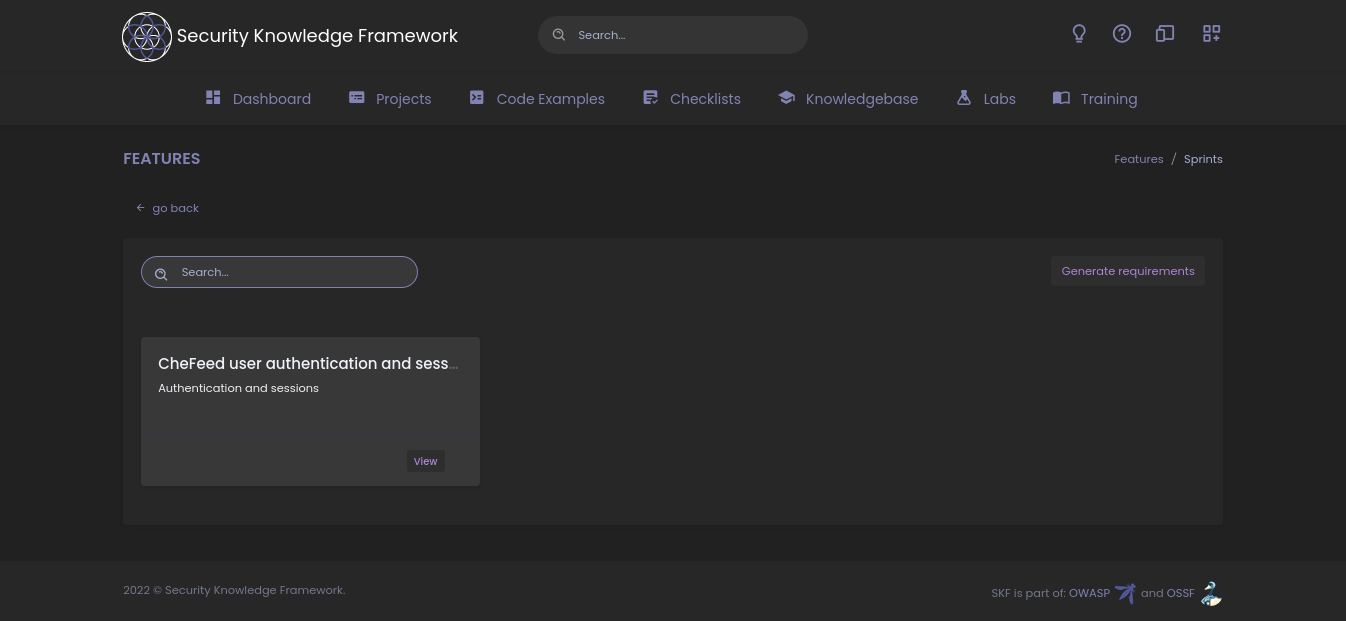 Security Knowledge Framework
Search...
Dashboard
Projects
Code Examples
Checklists
Knowledgebase
Labs
Training
FEATURES
Features / Sprints
go back
Search...
Generate requirements
CheFeed user authentication and sess...
Authentication and sessions
View
2022 © Security Knowledge Framework.
SKF is part of: OWASP and OSSF